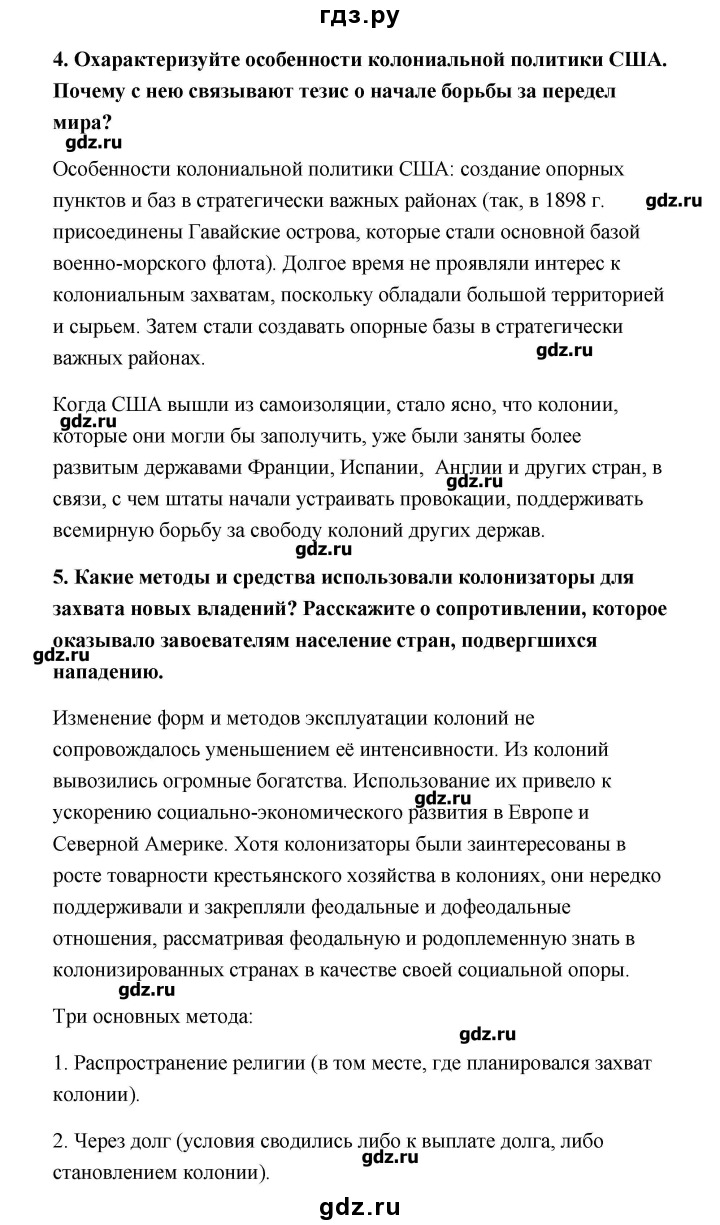 гдз.ру
4. Охарактеризуйте особенности колониальной политики США.
Почему с нею связывают тезис о начале борьбы за передел
мира?
gdz.ru
Особенности колониальной политики США: создание опорных
пунктов и баз в стратегически важных районах (так, в 1898 г.
gdz.ru
присоединены Гавайские острова, которые стали основной базой
военно-морского флота). Долгое время не проявляли интерес к
колониальным захватам, поскольку обладали большой территорией
и сырьем. Затем стали создавать опорные базы в стратегически
важных районах.
gdz.ru
Когда США вышли из самоизоляции, стало ясно, что колонии,
gdz.ru
которые они могли бы заполучить, уже были заняты более
развитым державами Франции, Испании,  Англии и других стран, в
gdz.ru
связи, с чем штаты начали устраивать провокации, поддерживать
всемирную борьбу за свободу колоний других держав.
gdz.ru
5. Какие методы и средства использовали колонизаторы для
захвата новых владений? Расскажите о сопротивлении, которое
оказывало завоевателям население стран, подвергшихся
gdz.ru
нападению.
Изменение форм и методов эксплуатации колоний не
сопровождалось уменьшением её интенсивности. Из колоний
вывозились огромные богатства. Использование их привело к
gdz.ru
ускорению социально-экономического развития в Европе и
Северной Америке. Хотя колонизаторы были заинтересованы в
росте товарности крестьянского хозяйства в колониях, они нередко
поддерживали и закрепляли феодальные и дофеодальные
отношения, рассматривая феодальную и родоплеменную знать в
колонизированных странах в качестве своей социальной опоры.
gdz.ru
Три основных метода:
gdz.ru
1. Распространение религии (в том месте, где планировался захват
колонии).
2. Через долг (условия сводились либо к выплате долга, либо
gdz.ru
становлением колонии).
gdz.ru